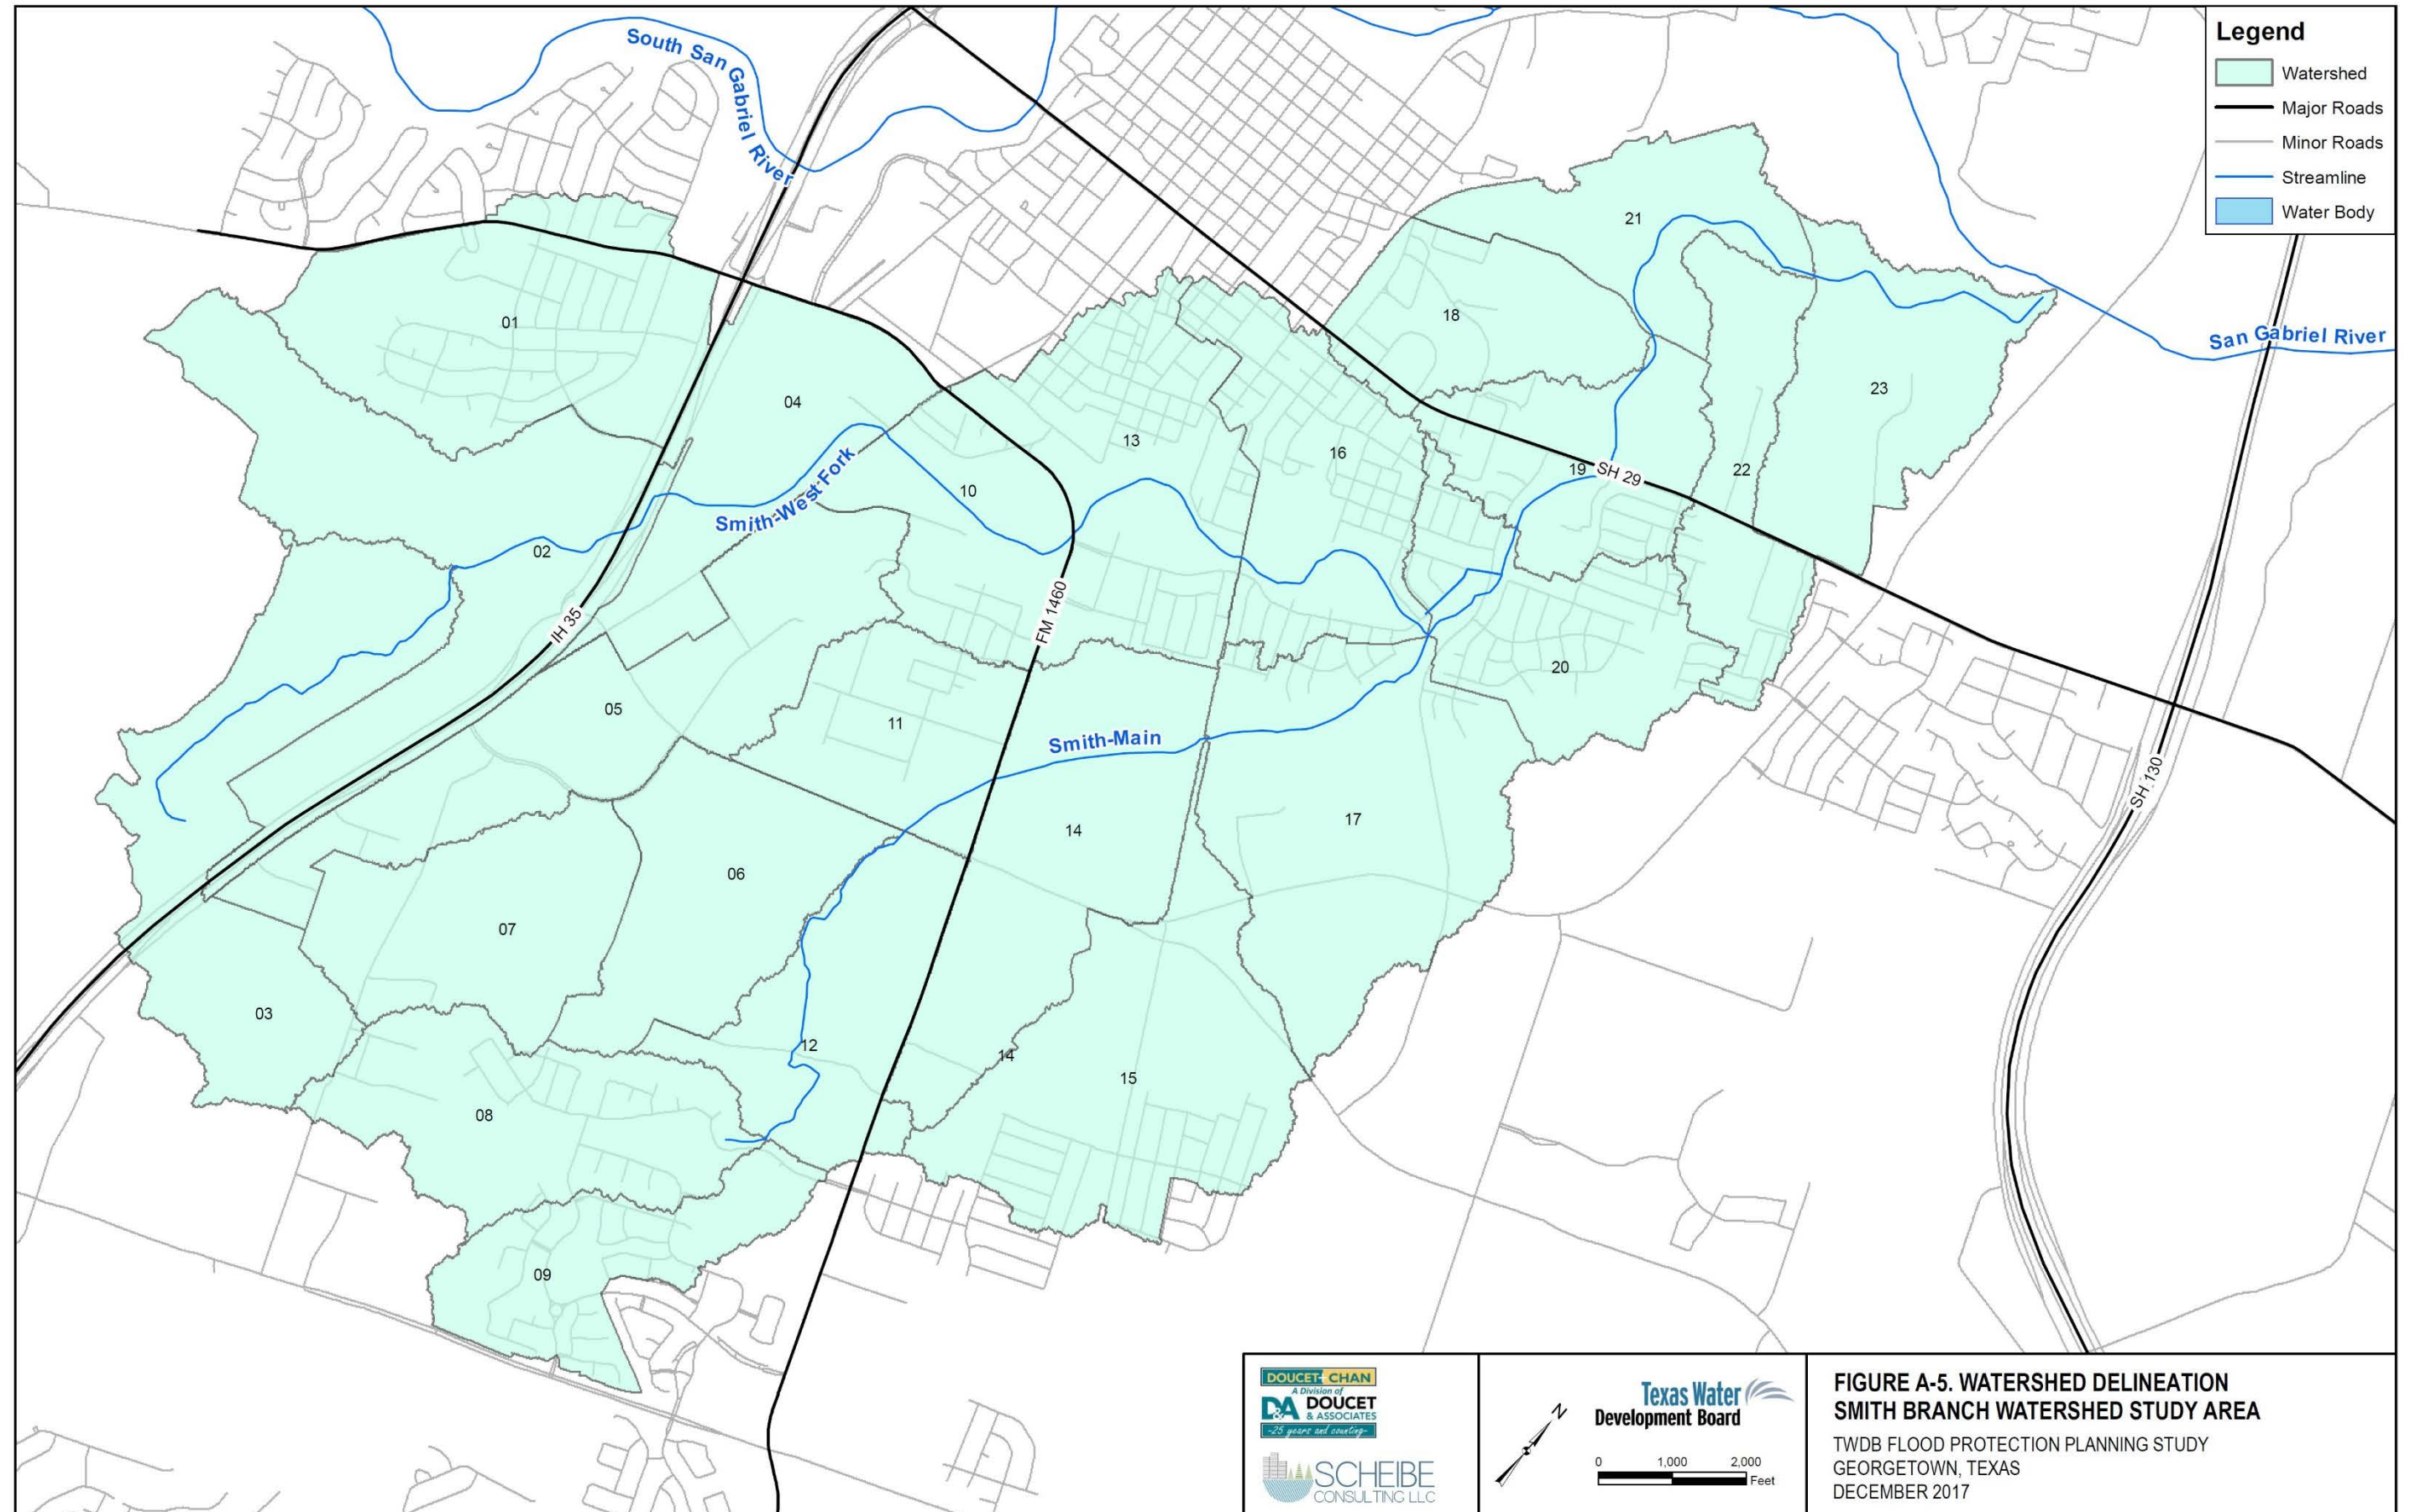 Legend
Watershed
Major Roads
Minor Roads
Streamline
Water Body
South San Gabriel River
San Gabriel River
21
18
01
23
04
13
16
19
SH 29
22
10
Smith-West Fork
02
IH 35
FM 1460
20
05
11
Smith-Main
SH 130
17
14
06
07
03
12
14
15
08
09
DOUCET+CHAN
A Division of
D&A DOUCET
& ASSOCIATES
-25 years and counting-
SCHEIBE
CONSULTING LLC
N
Texas Water
Development Board
0 1,000 2,000
Feet
FIGURE A-5. WATERSHED DELINEATION
SMITH BRANCH WATERSHED STUDY AREA
TWDB FLOOD PROTECTION PLANNING STUDY
GEORGETOWN, TEXAS
DECEMBER 2017